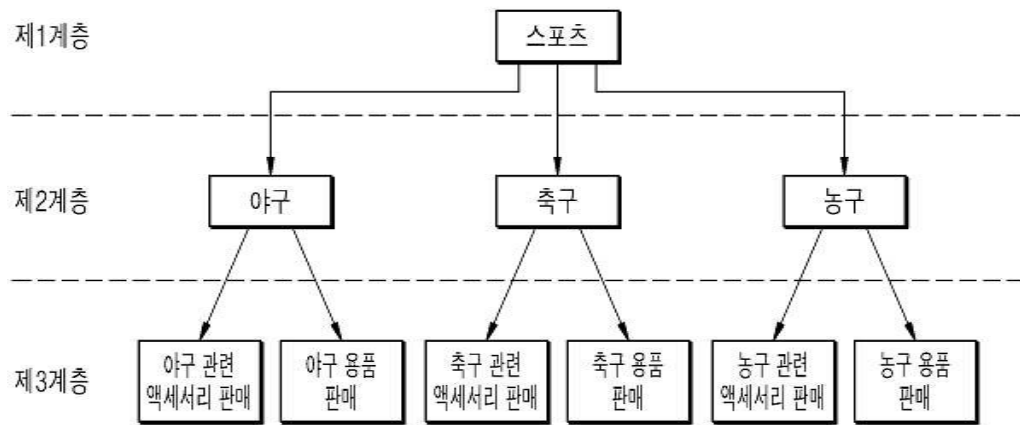 제1계층
스포츠
제2계층
야구
축구
농구
제3계층
야구 관련
액세서리 판매
야구 용품
판매
축구 관련
액세서리 판매
축구 용품
판매
농구 관련
액세서리 판매
농구 용품
판매